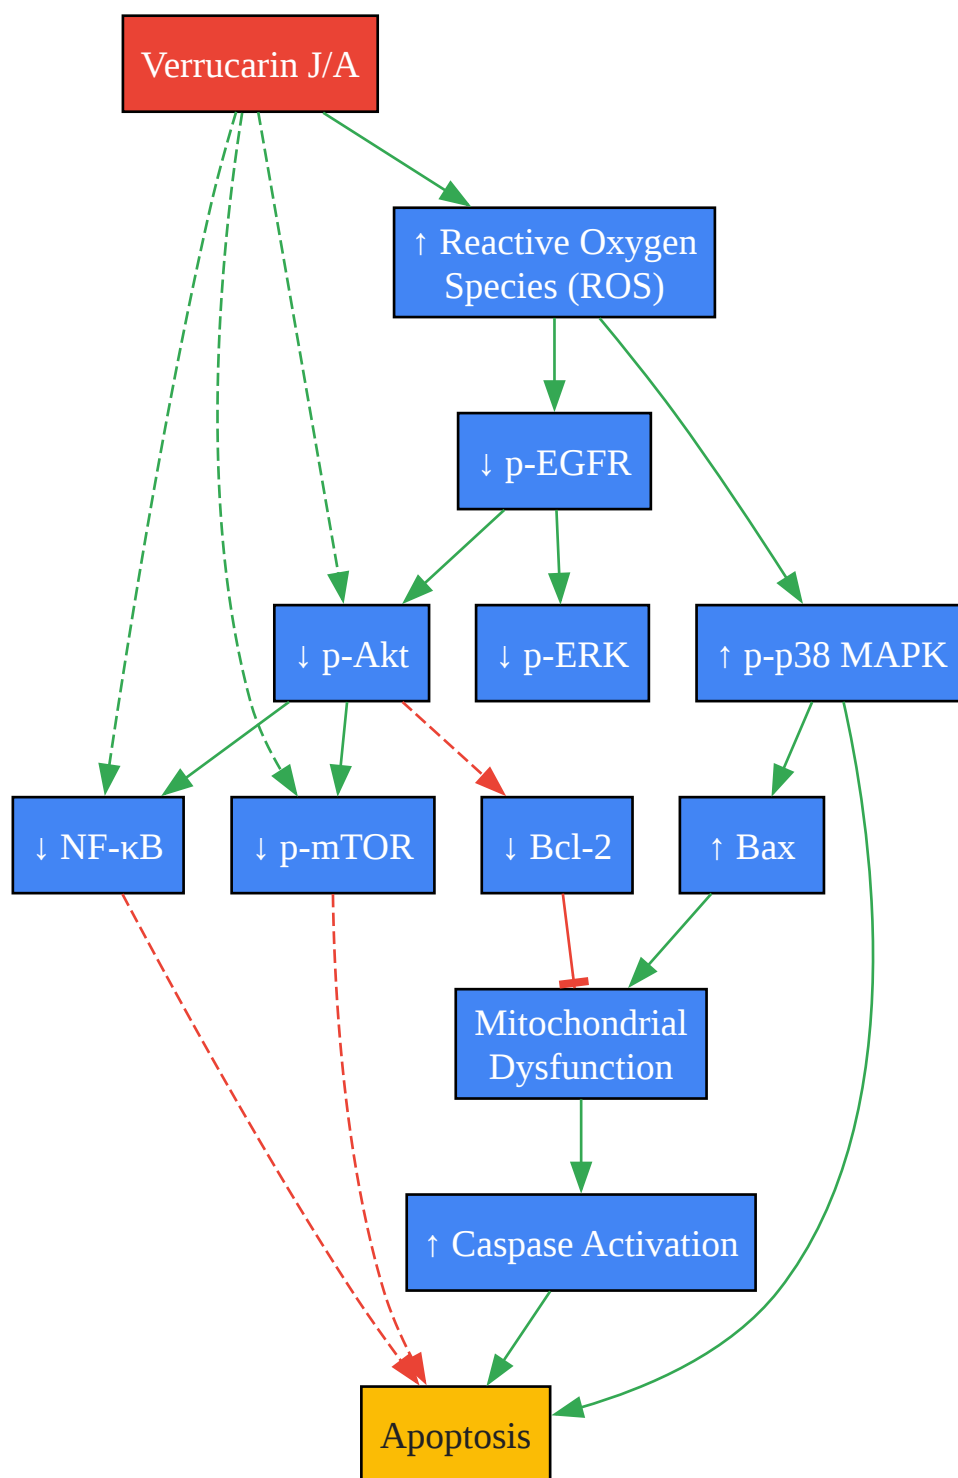 Verrucarin J/A
↑ Reactive Oxygen
Species (ROS)
↓ p-EGFR
↓ p-Akt
↓ p-ERK
↑ p-p38 MAPK
↓ NF-κB
↓ p-mTOR
↓ Bcl-2
↑ Bax
Mitochondrial
Dysfunction
↑ Caspase Activation
Apoptosis